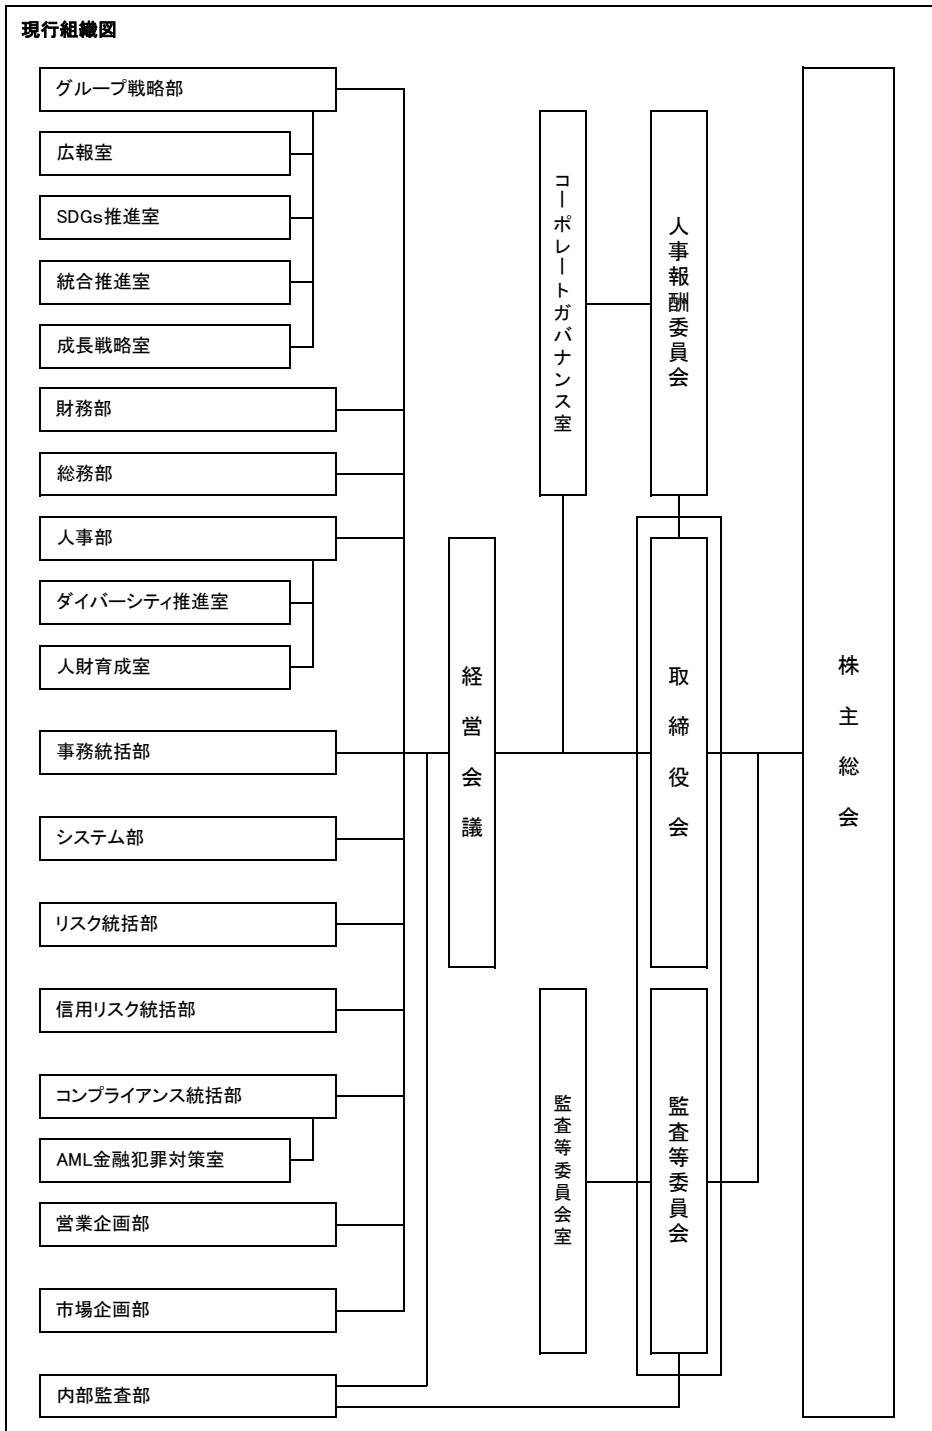 現行組織図
グループ戦略部
広報室
SDGs推進室
統合推進室
成長戦略室
財務部
総務部
人事部
ダイバーシティ推進室
人財育成室
事務統括部
システム部
リスク統括部
信用リスク統括部
コンプライアンス統括部
AML金融犯罪対策室
営業企画部
市場企画部
内部監査部
経営会議
コーポレートガバナンス室
監査等委員会室
人事報酬委員会
取締役会
監査等委員会
株主総会